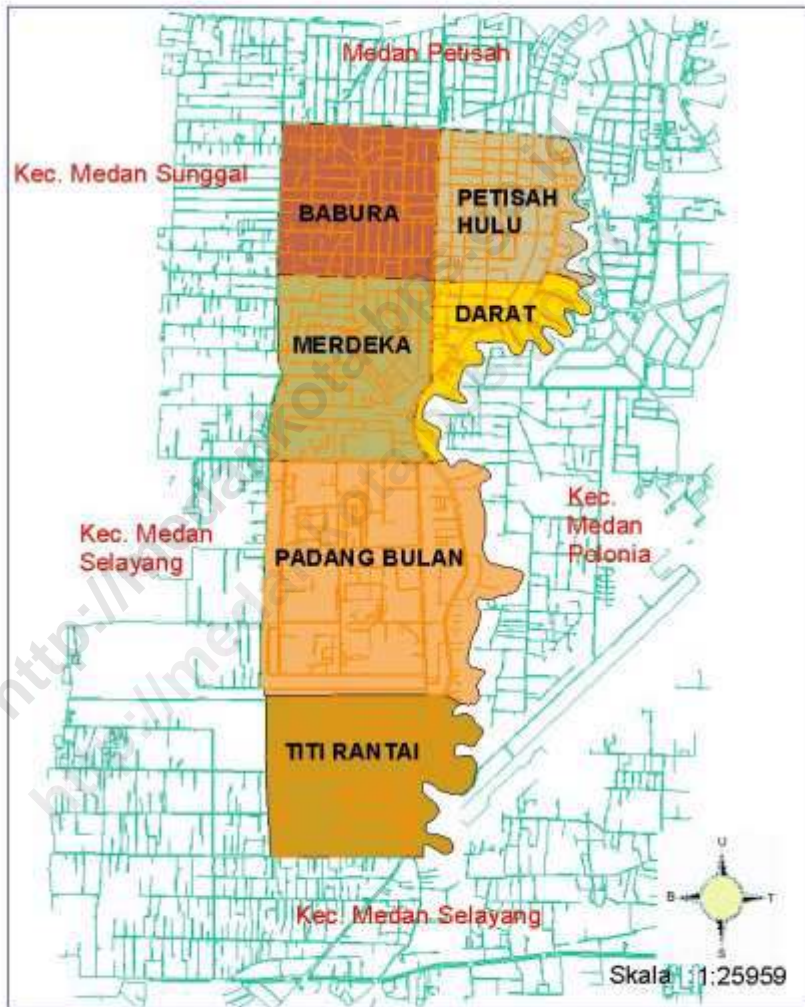 Medan Petisah
Kec. Medan Sunggal
BABURA
PETISAH
HULU
DARAT
MERDEKA
Kec. Medan
Selayang
Kec.
Medan
Polonia
PADANG BULAN
TITI RANTAI
Kec. Medan Selayang
U
B
T
S
Skala 1:25959